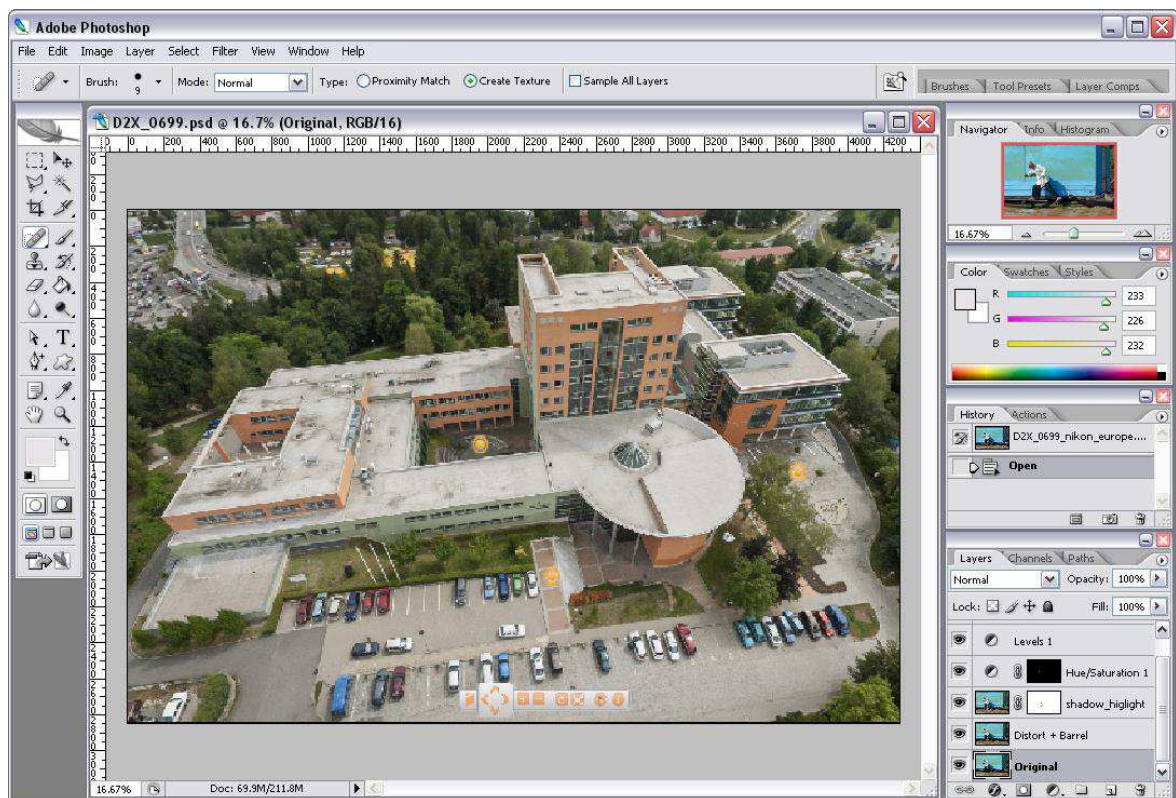 Adobe Photoshop
File Edit Image Layer Select Filter View Window Help
Brush: 9 Mode: Normal Type: Proximity Match Create Texture Sample All Layers
Brushes Tool Presets Layer Comps
D2X_0699.psd @ 16.7% (Original, RGB/16)
0 200 400 600 800 1000 1200 1400 1600 1800 2000 2200 2400 2600 2800 3000 3200 3400 3600 3800 4000 4200
Navigator Info Histogram
16.67%
Color Swatches Styles
R 233
G 226
B 232
History Actions
D2X_0699_nikon_europe....
Open
Layers Channels Paths
Normal Opacity: 100%
Lock: Fill: 100%
Levels 1
Hue/Saturation 1
shadow_higlight
Distort + Barrel
Original
16.67% Doc: 69.9M/211.8M